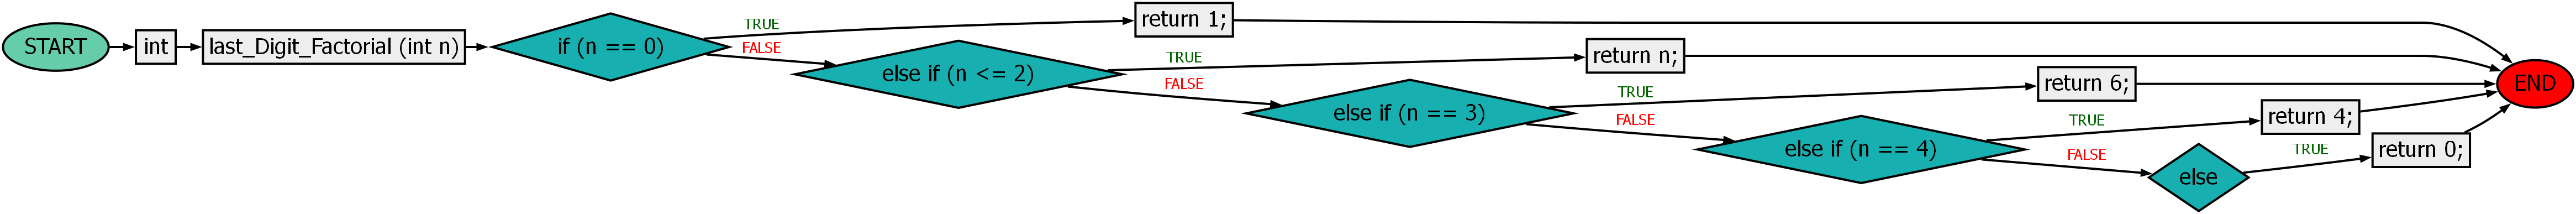 START
int
last_Digit_Factorial (int n)
if (n == 0)
TRUE
FALSE
return 1;
else if (n <= 2)
TRUE
FALSE
return n;
else if (n == 3)
TRUE
FALSE
return 6;
else if (n == 4)
TRUE
FALSE
return 4;
else
TRUE
return 0;
END